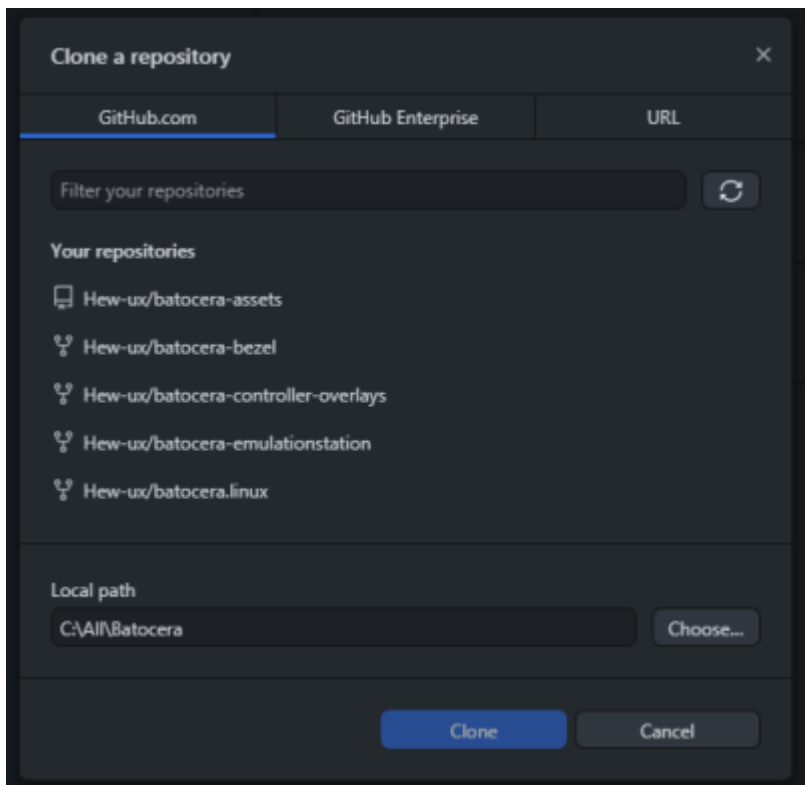 Clone a repository
GitHub.com GitHub Enterprise URL
Filter your repositories
Your repositories
Hew-ux/batocera-assets
Hew-ux/batocera-bezel
Hew-ux/batocera-controller-overlays
Hew-ux/batocera-emulationstation
Hew-ux/batocera.linux
Local path
C:\All\Batocera Choose...
Clone Cancel